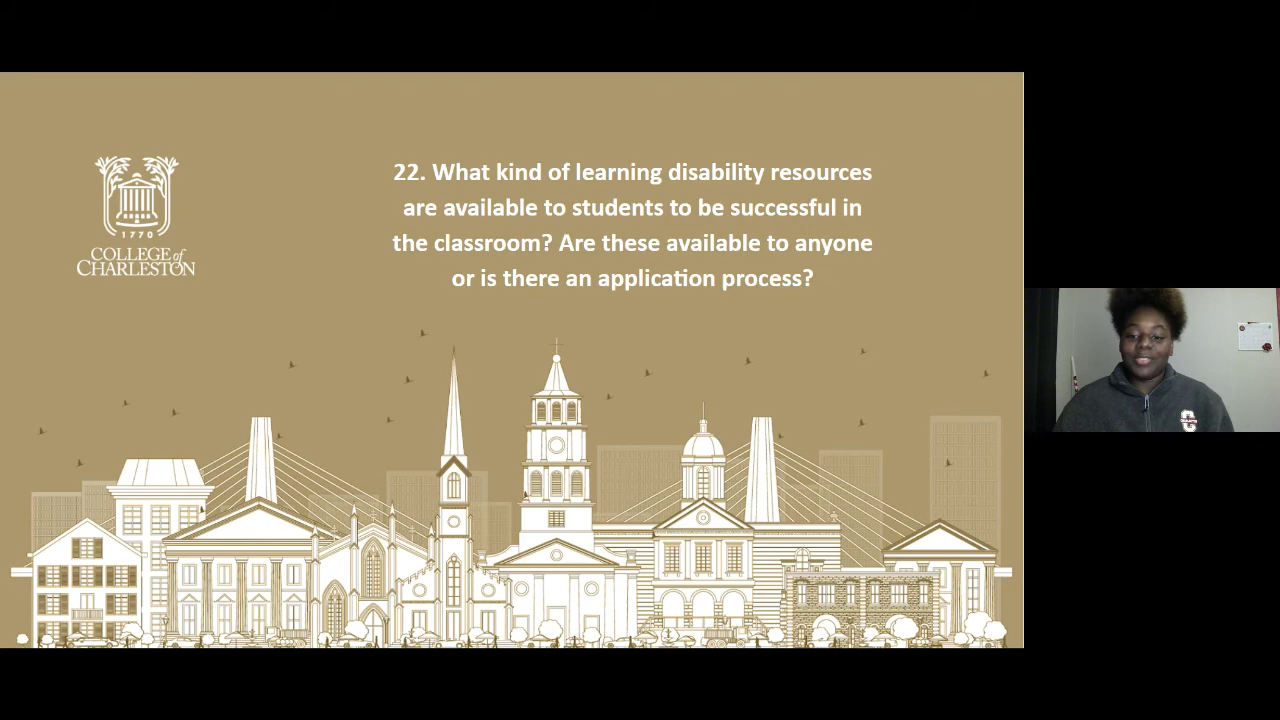 22. What kind of learning disability resources
are available to students to be successful in
the classroom? Are these available to anyone
or is there an application process?
1770
COLLEGE of
CHARLESTON